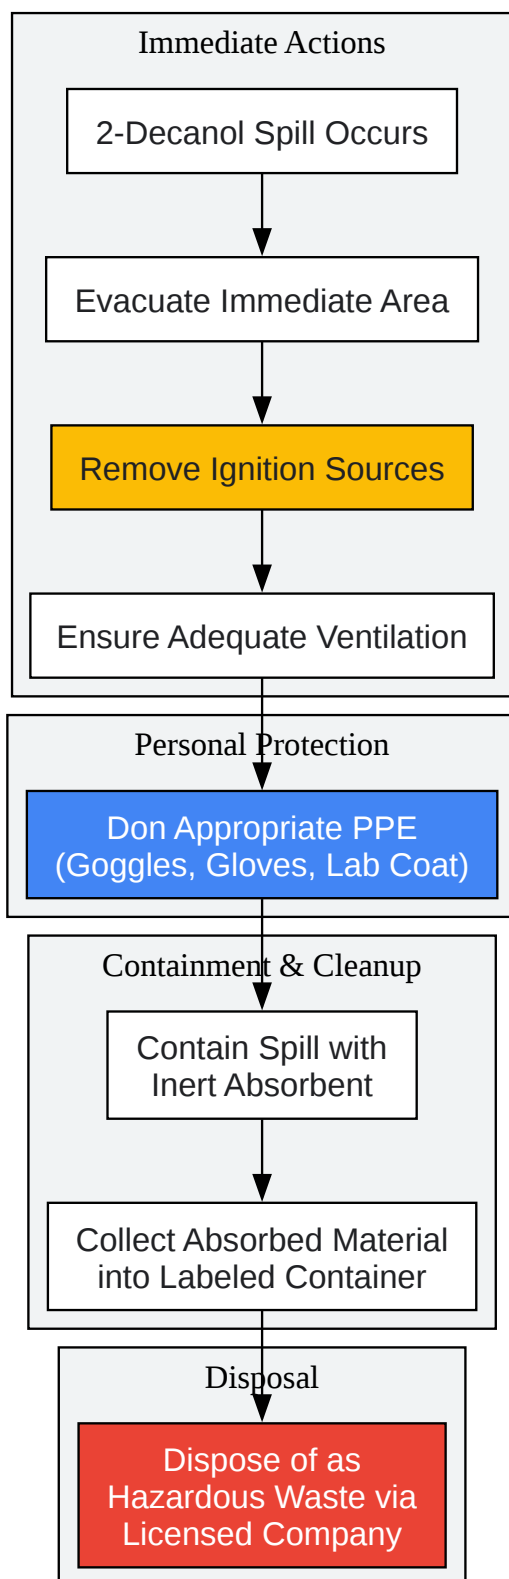 Immediate Actions
2-Decanol Spill Occurs
Evacuate Immediate Area
Remove Ignition Sources
Ensure Adequate Ventilation
Personal Protection
Don Appropriate PPE
(Goggles, Gloves, Lab Coat)
Containment & Cleanup
Contain Spill with
Inert Absorbent
Collect Absorbed Material
into Labeled Container
Disposal
Dispose of as
Hazardous Waste via
Licensed Company